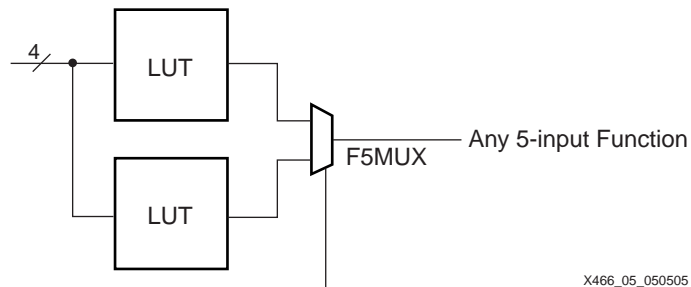 4
LUT
F5MUX
Any 5-input Function
LUT
X466_05_050505